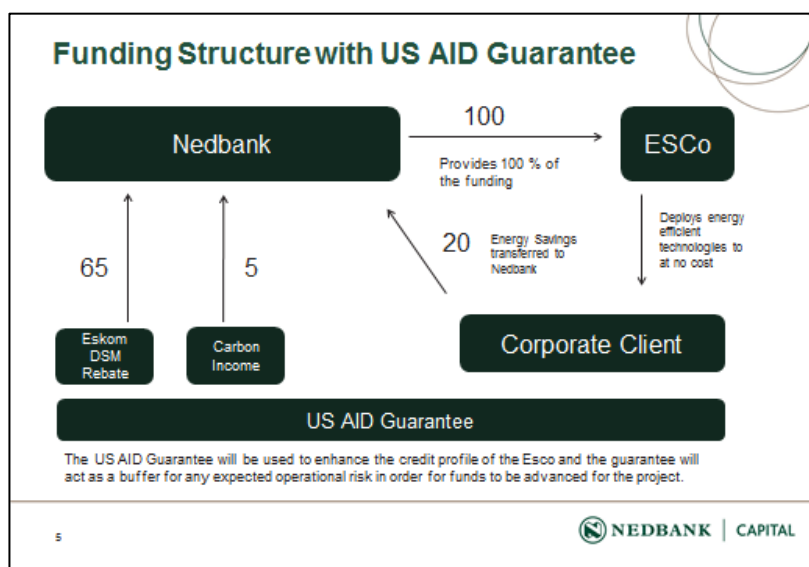 Funding Structure with US AID Guarantee
Nedbank
100
Provides 100 % of
the funding
ESCo
65
5
20
Energy Savings
transferred to
Nedbank
Deploys energy
efficient
technologies to
at no cost
Eskom
DSM
Rebate
Carbon
Income
Corporate Client
US AID Guarantee
The US AID Guarantee will be used to enhance the credit profile of the Esco and the guarantee will
act as a buffer for any expected operational risk in order for funds to be advanced for the project.
5
NEDBANK | CAPITAL